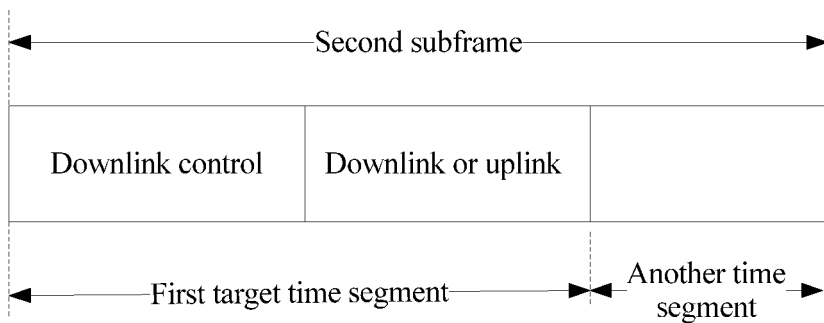 Second subframe
Downlink control
Downlink or uplink
First target time segment
Another time
segment